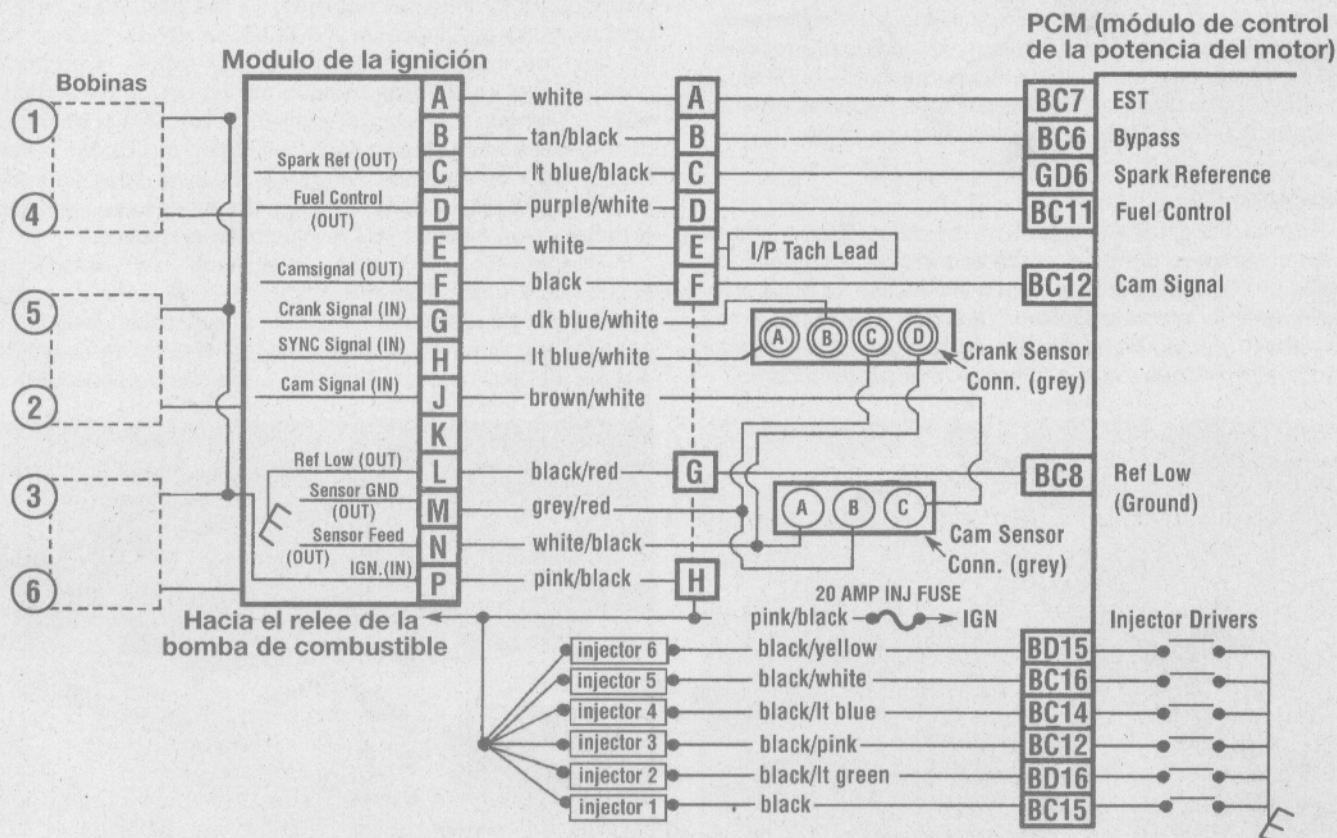 PCM (módulo de control
de la potencia del motor)
Modulo de la ignición
Bobinas
1
4
5
2
3
6
Spark Ref (OUT)
Fuel Control
(OUT)
Camsignal (OUT)
Crank Signal (IN)
SYNC Signal (IN)
Cam Signal (IN)
Ref Low (OUT)
Sensor GND
(OUT)
Sensor Feed
(OUT)
IGN.(IN)
A white A BC7 EST
B tan/black B BC6 Bypass
C lt blue/black C GD6 Spark Reference
D purple/white D BC11 Fuel Control
E white E I/P Tach Lead
F black F BC12 Cam Signal
G dk blue/white
A B C D
Crank Sensor
Conn. (grey)
H lt blue/white
J brown/white
K
L black/red G BC8 Ref Low
(Ground)
M grey/red
A B C
Cam Sensor
Conn. (grey)
N white/black
P pink/black H
20 AMP INJ FUSE
pink/black IGN
Hacia el relee de la
bomba de combustible
Injector Drivers
injector 6 black/yellow BD15
injector 5 black/white BC16
injector 4 black/lt blue BC14
injector 3 black/pink BC12
injector 2 black/lt green BD16
injector 1 black BC15